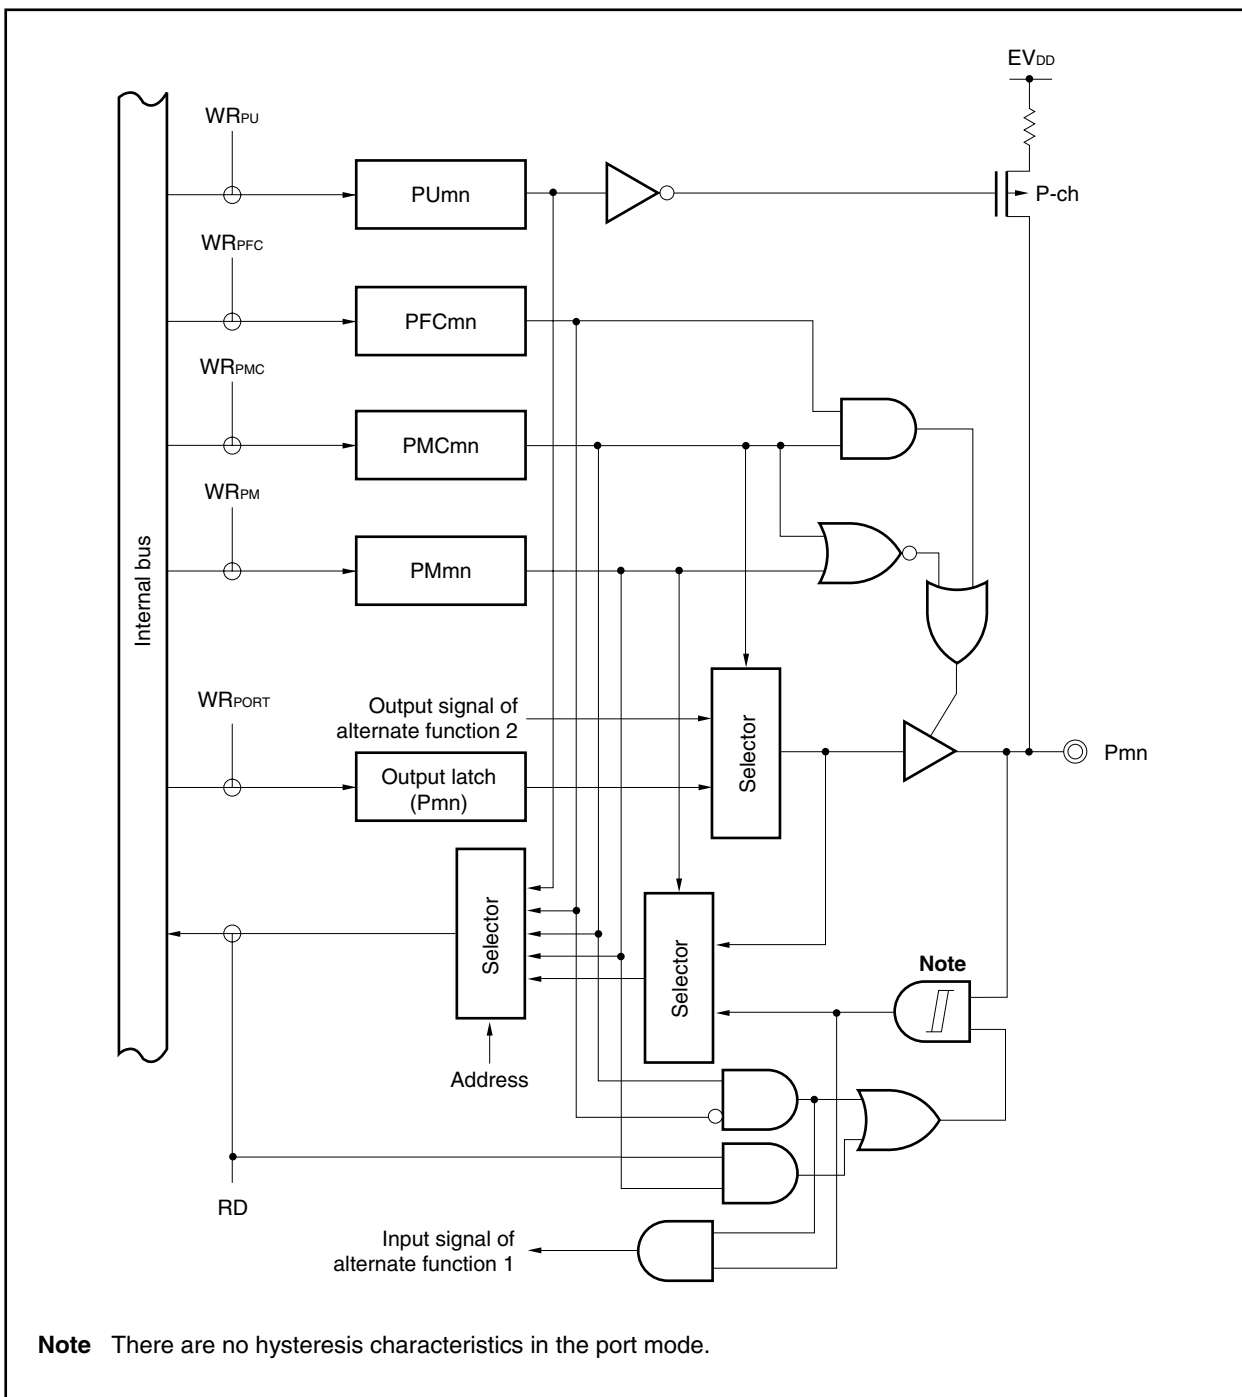 EVDD
WRPU
PUmn
P-ch
WRPFC
PFCmn
WRPMC
PMCmn
WRPM
PMmn
Internal bus
WRPORT
Output signal of
alternate function 2
Selector
Pmn
Output latch
(Pmn)
Selector
Selector
Note
Address
RD
Input signal of
alternate function 1
Note There are no hysteresis characteristics in the port mode.